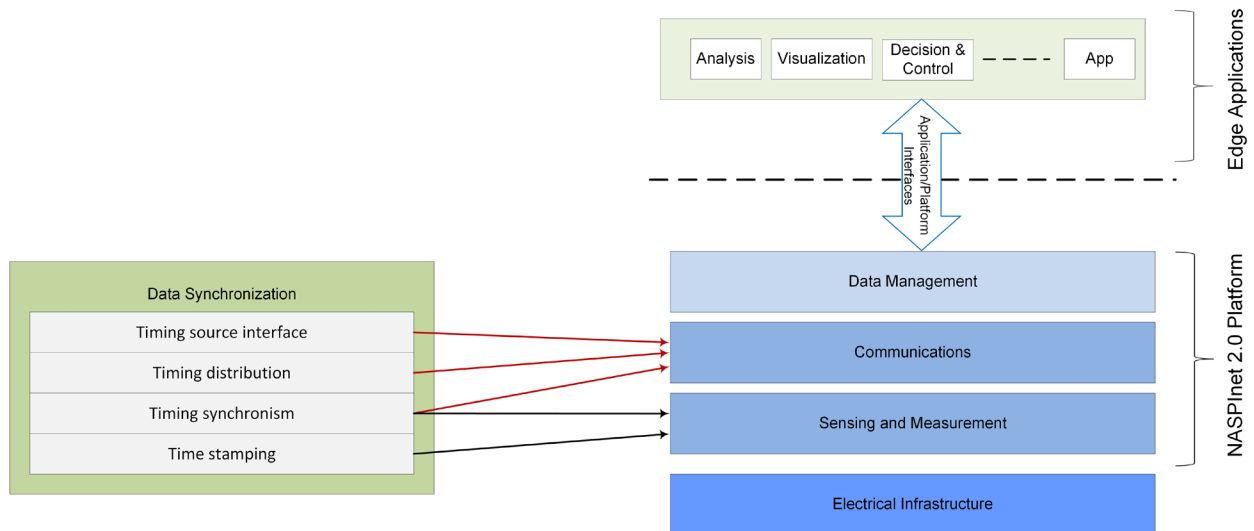 Analysis
Visualization
Decision &
Control
App
Edge Applications
Application/Platform
Interfaces
Data Synchronization
Timing source interface
Timing distribution
Timing synchronism
Time stamping
Data Management
Communications
Sensing and Measurement
Electrical Infrastructure
NASPInet 2.0 Platform